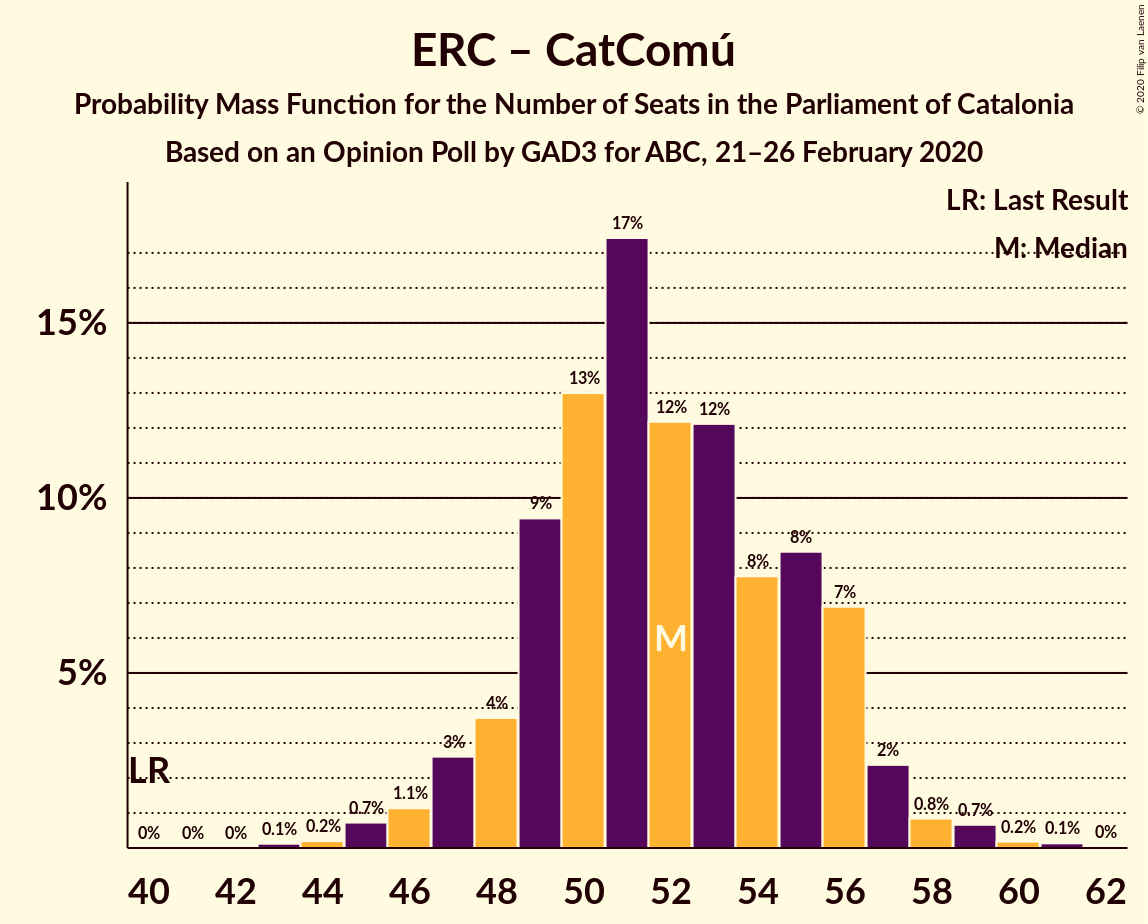 ERC – CatComú
Probability Mass Function for the Number of Seats in the Parliament of Catalonia
Based on an Opinion Poll by GAD3 for ABC, 21–26 February 2020
© 2020 Filip van Laenen
LR: Last Result
M: Median
17%
15%
13%
12% 12%
10%
9%
8%
8%
7%
M
5%
4%
3%
2%
LR
1.1%
0.7%
0.8%
0.7%
0% 0% 0% 0.1% 0.2%
0.2% 0.1% 0%
40 42 44 46 48 50 52 54 56 58 60 62